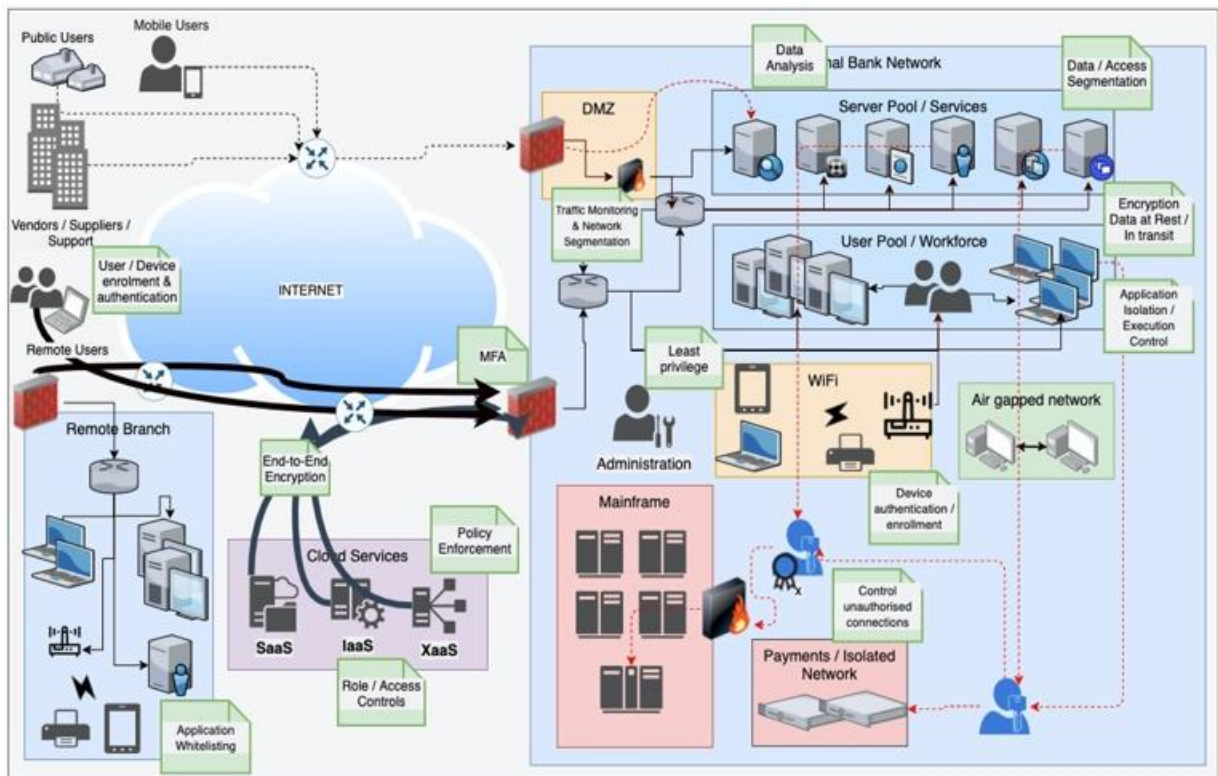 Mobile Users
Public Users
Vendors / Suppliers /
Support
User / Device
enrolment &
authentication
INTERNET
Remote Users
MFA
Remote Branch
End-to-End
Encryption
Policy
Enforcement
Cloud Services
SaaS
IaaS
XaaS
Role / Access
Controls
Application
Whitelisting
Data
Analysis
nal Bank Network
Data / Access
Segmentation
DMZ
Server Pool / Services
Traffic Monitoring
& Network
Segmentation
Encryption
Data at Rest /
In transit
User Pool / Workforce
Application
Isolation /
Execution
Control
Least
privilege
WiFi
Air gapped network
Administration
Device
authentication /
enrollment
Mainframe
x
Control
unauthorised
connections
Payments / Isolated
Network